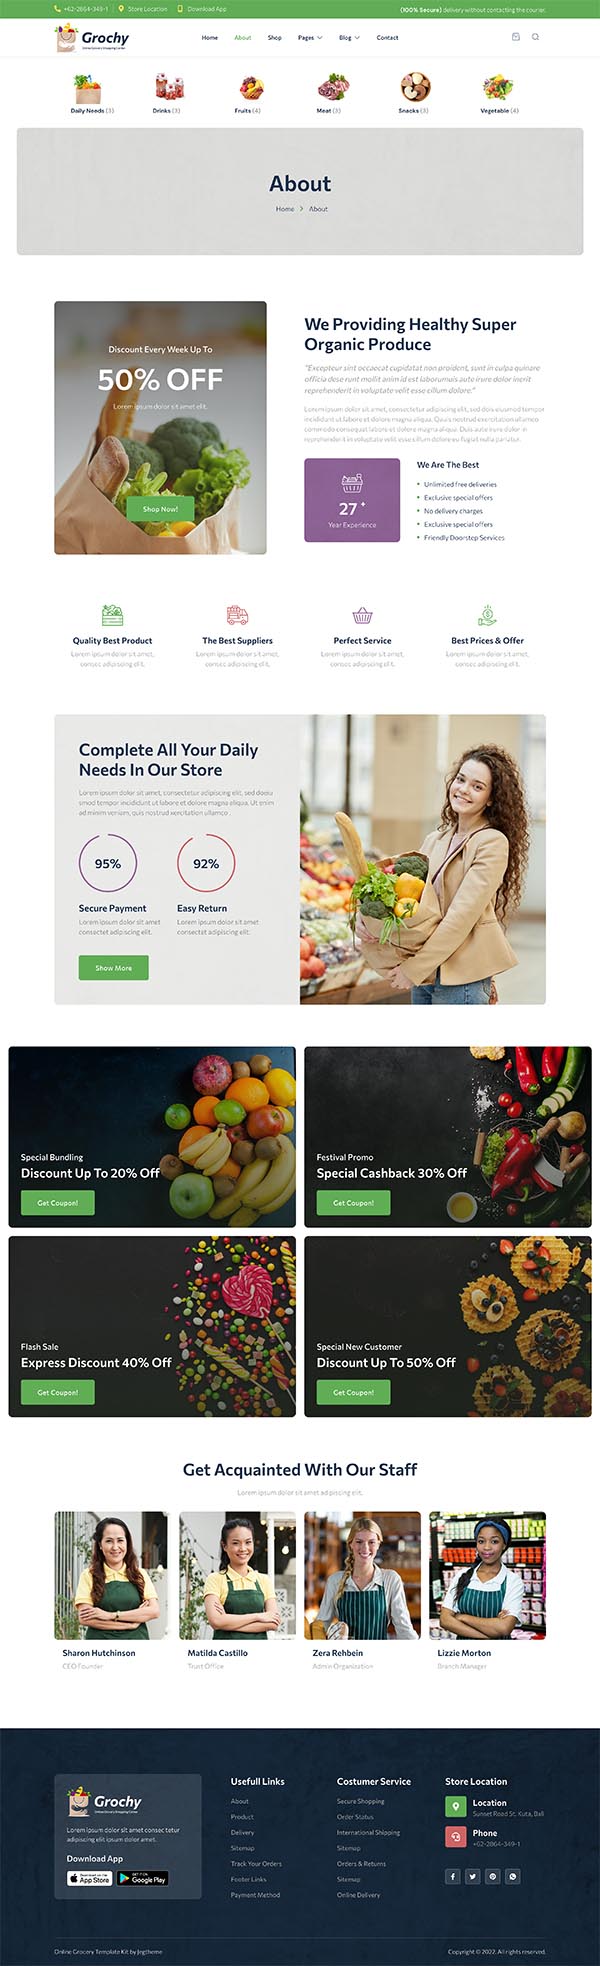 +62-2864-349-1 Store Location Download App (100% Secure) delivery without contacting the courier.
Grochy Home About Shop Pages Blog Contact
Online Grocery Shopping Center
Daily Needs (3) Drinks (3) Fruits (4) Meat (3) Snacks (3) Vegetable (4)
About
Home > About
Discount Every Week Up To
50% OFF
Lorem ipsum dolor sit amet elit.
Shop Now!
We Providing Healthy Super
Organic Produce
"Excepteur sint occaecat cupidatat non proident, sunt in culpa quinare
officia dese runt mollit anim id est laborumuis aute irure dolor inerit
reprehenderit in voluptate velit esse cillum dolore."
Lorem ipsum dolor sit amet, consectetur adipiscing elit, sed do eiusmod tempor
incididunt ut labore et dolore magna aliqua. Quis nostrud exercitation ullamco
commodo consequat labore et dolore magna aliqua. Duis aute irure dolor in
reprehenderit in voluptate velit esse cillum dolore eu fugiat nulla pariatur.
27 +
Year Experience
We Are The Best
Unlimited free deliveries
Exclusive special offers
No delivery charges
Exclusive special offers
Friendly Doorstep Services
Quality Best Product The Best Suppliers Perfect Service Best Prices & Offer
Lorem ipsum dolor sit amet, Lorem ipsum dolor sit amet, Lorem ipsum dolor sit amet, Lorem ipsum dolor sit amet,
consec adipiscing elit. consec adipiscing elit. consec adipiscing elit. consec adipiscing elit.
Complete All Your Daily
Needs In Our Store
Lorem ipsum dolor sit amet, consectetur adipiscing elit, sed doeiu
smod tempor incididunt ut labore et dolore magna aliqua. Ut enim
ad minim veniam, quis nostrud xercitation ullamco .
95% 92%
Secure Payment Easy Return
Lorem ipsum dolor sit amet Lorem ipsum dolor sit amet
consectet adipiscing elit. consectet adipiscing elit.
Show More
Special Bundling
Discount Up To 20% Off
Get Coupon!
Festival Promo
Special Cashback 30% Off
Get Coupon!
Flash Sale
Express Discount 40% Off
Get Coupon!
Special New Customer
Discount Up To 50% Off
Get Coupon!
Get Acquainted With Our Staff
Lorem ipsum dolor sit amet adipiscing elit.
Sharon Hutchinson Matilda Castillo Zera Rehbein Lizzie Morton
CEO Founder Trust Office Admin Organization Branch Manager
Grochy
Online Grocery Shopping Center
Lorem ipsum dolor sit amet consec tetur
adipiscing elit ipsum dolor amet.
Download App
Download on the App Store GET IT ON Google Play
Usefull Links
About
Product
Delivery
Sitemap
Track Your Orders
Footer Links
Payment Method
Costumer Service
Secure Shopping
Order Status
International Shipping
Sitemap
Orders & Returns
Sitemap
Online Delivery
Store Location
Location
Sunset Road St. Kuta, Bali
Phone
+62-2864-349-1
Online Grocery Template Kit by Jegtheme Copyright © 2022. All rights reserved.